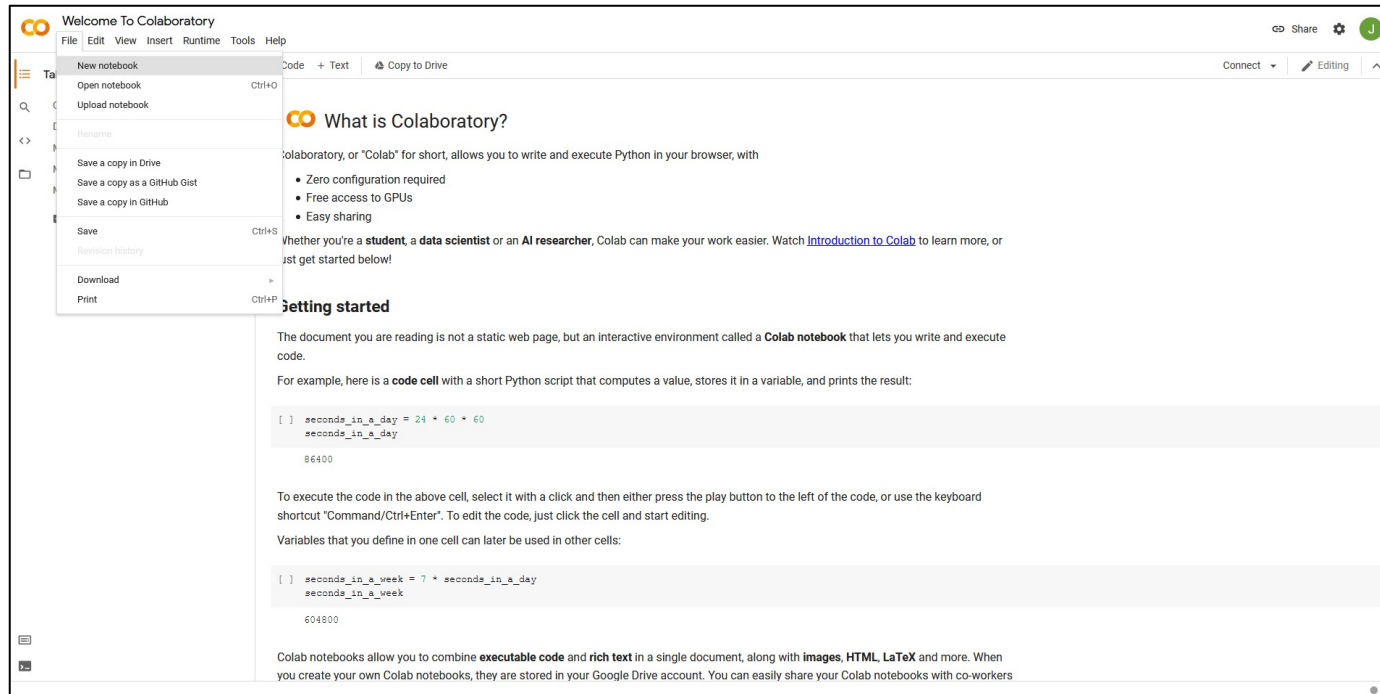 Welcome To Colaboratory
File Edit View Insert Runtime Tools Help
Share
J
New notebook
Open notebook Ctrl+O
Upload notebook
Rename
Save a copy in Drive
Save a copy as a GitHub Gist
Save a copy in GitHub
Save Ctrl+S
Revision history
Download
Print Ctrl+P
Code + Text Copy to Drive
Connect Editing
What is Colaboratory?
Colaboratory, or "Colab" for short, allows you to write and execute Python in your browser, with
• Zero configuration required
• Free access to GPUs
• Easy sharing
Whether you're a student, a data scientist or an AI researcher, Colab can make your work easier. Watch Introduction to Colab to learn more, or
just get started below!
Getting started
The document you are reading is not a static web page, but an interactive environment called a Colab notebook that lets you write and execute
code.
For example, here is a code cell with a short Python script that computes a value, stores it in a variable, and prints the result:
[ ] seconds_in_a_day = 24 * 60 * 60
seconds_in_a_day
86400
To execute the code in the above cell, select it with a click and then either press the play button to the left of the code, or use the keyboard
shortcut "Command/Ctrl+Enter". To edit the code, just click the cell and start editing.
Variables that you define in one cell can later be used in other cells:
[ ] seconds_in_a_week = 7 * seconds_in_a_day
seconds_in_a_week
604800
Colab notebooks allow you to combine executable code and rich text in a single document, along with images, HTML, LaTeX and more. When
you create your own Colab notebooks, they are stored in your Google Drive account. You can easily share your Colab notebooks with co-workers